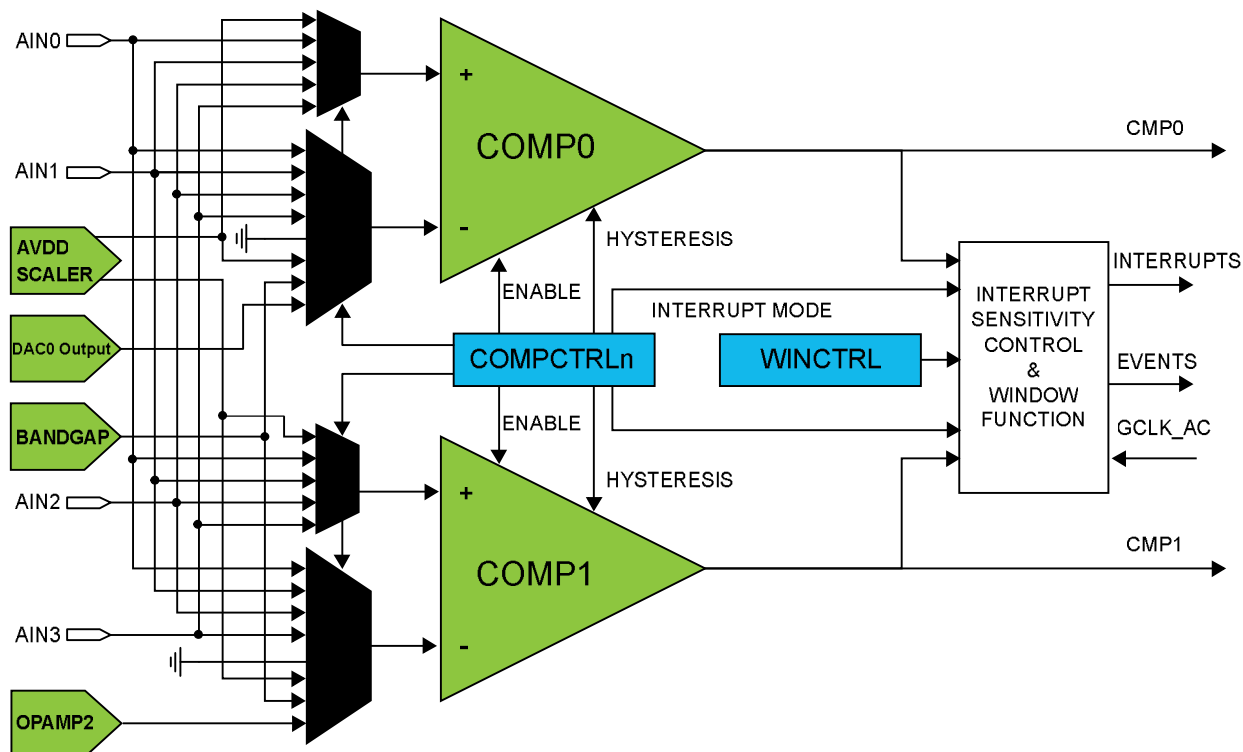 AIN0
AIN1
AVDD
SCALER
DAC0 Output
BANDGAP
AIN2
AIN3
OPAMP2
+
COMP0
-
CMP0
HYSTERESIS
ENABLE
INTERRUPT MODE
COMPCTRLn
WINCTRL
ENABLE
HYSTERESIS
+
COMP1
-
CMP1
INTERRUPT
SENSITIVITY
CONTROL
&
WINDOW
FUNCTION
INTERRUPTS
EVENTS
GCLK_AC